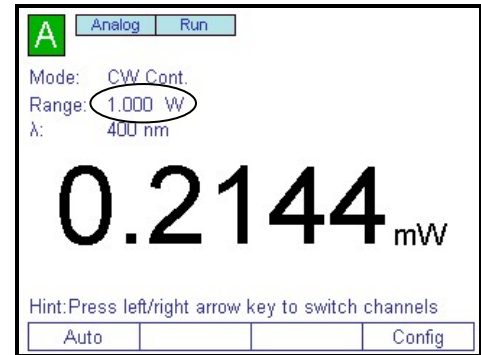 A Analog Run
Mode: CW Cont.
Range: 1.000 W
λ: 400 nm
0.2144 mW
Hint:Press left/right arrow key to switch channels
Auto Config